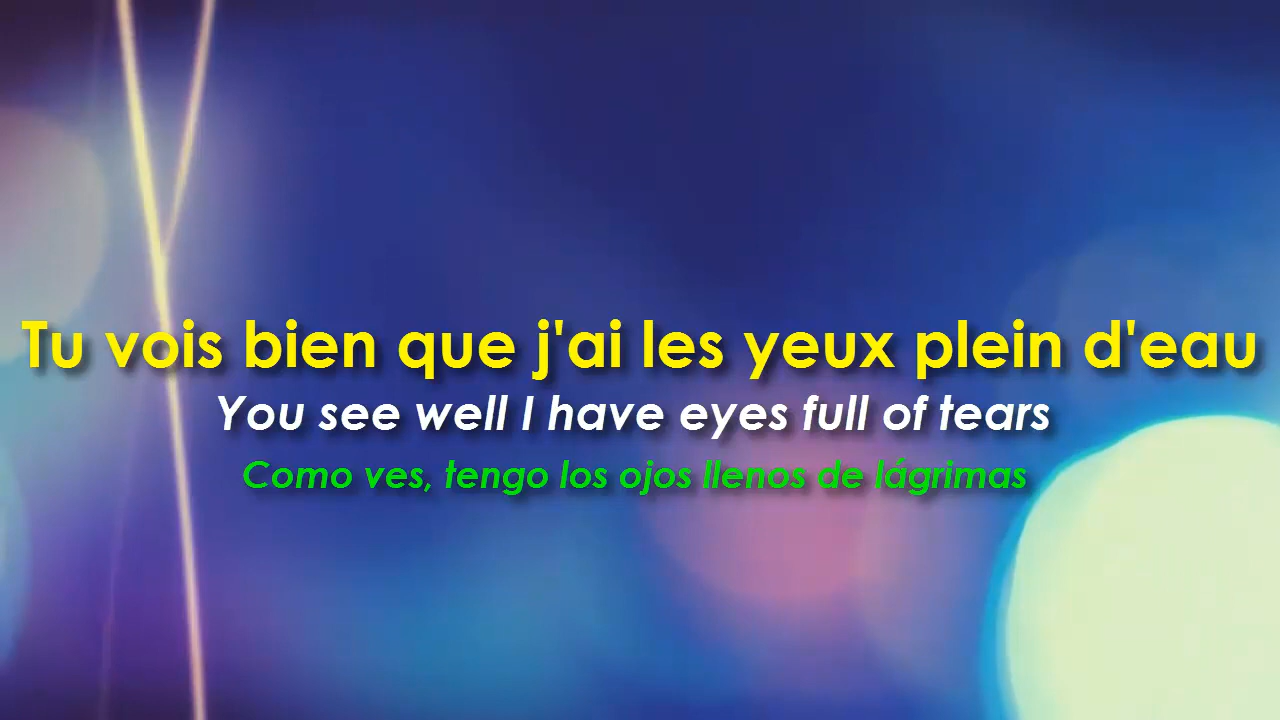 Tu vois bien que j'ai les yeux plein d'eau
You see well I have eyes full of tears
Como ves, tengo los ojos llenos de lágrimas